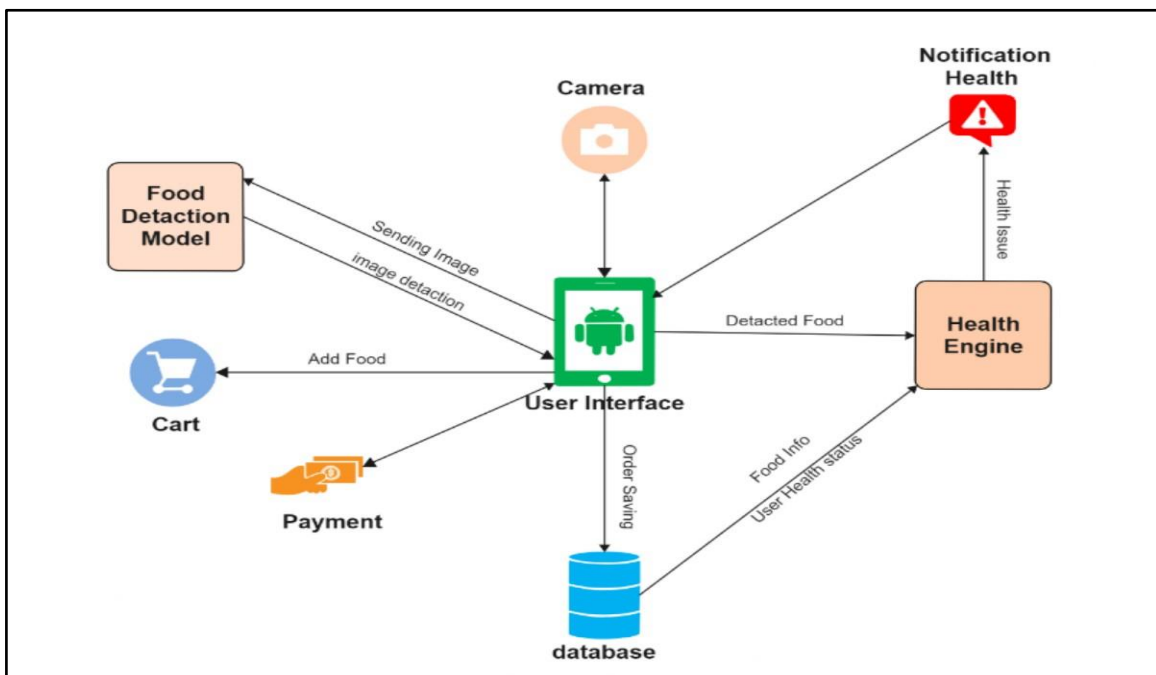 Notification
Health
Camera
Food
Detaction
Model
Sending Image
image detaction
Health Issue
Detacted Food
Health
Engine
Add Food
User Interface
Cart
Order Saving
Food Info
User Health status
Payment
database